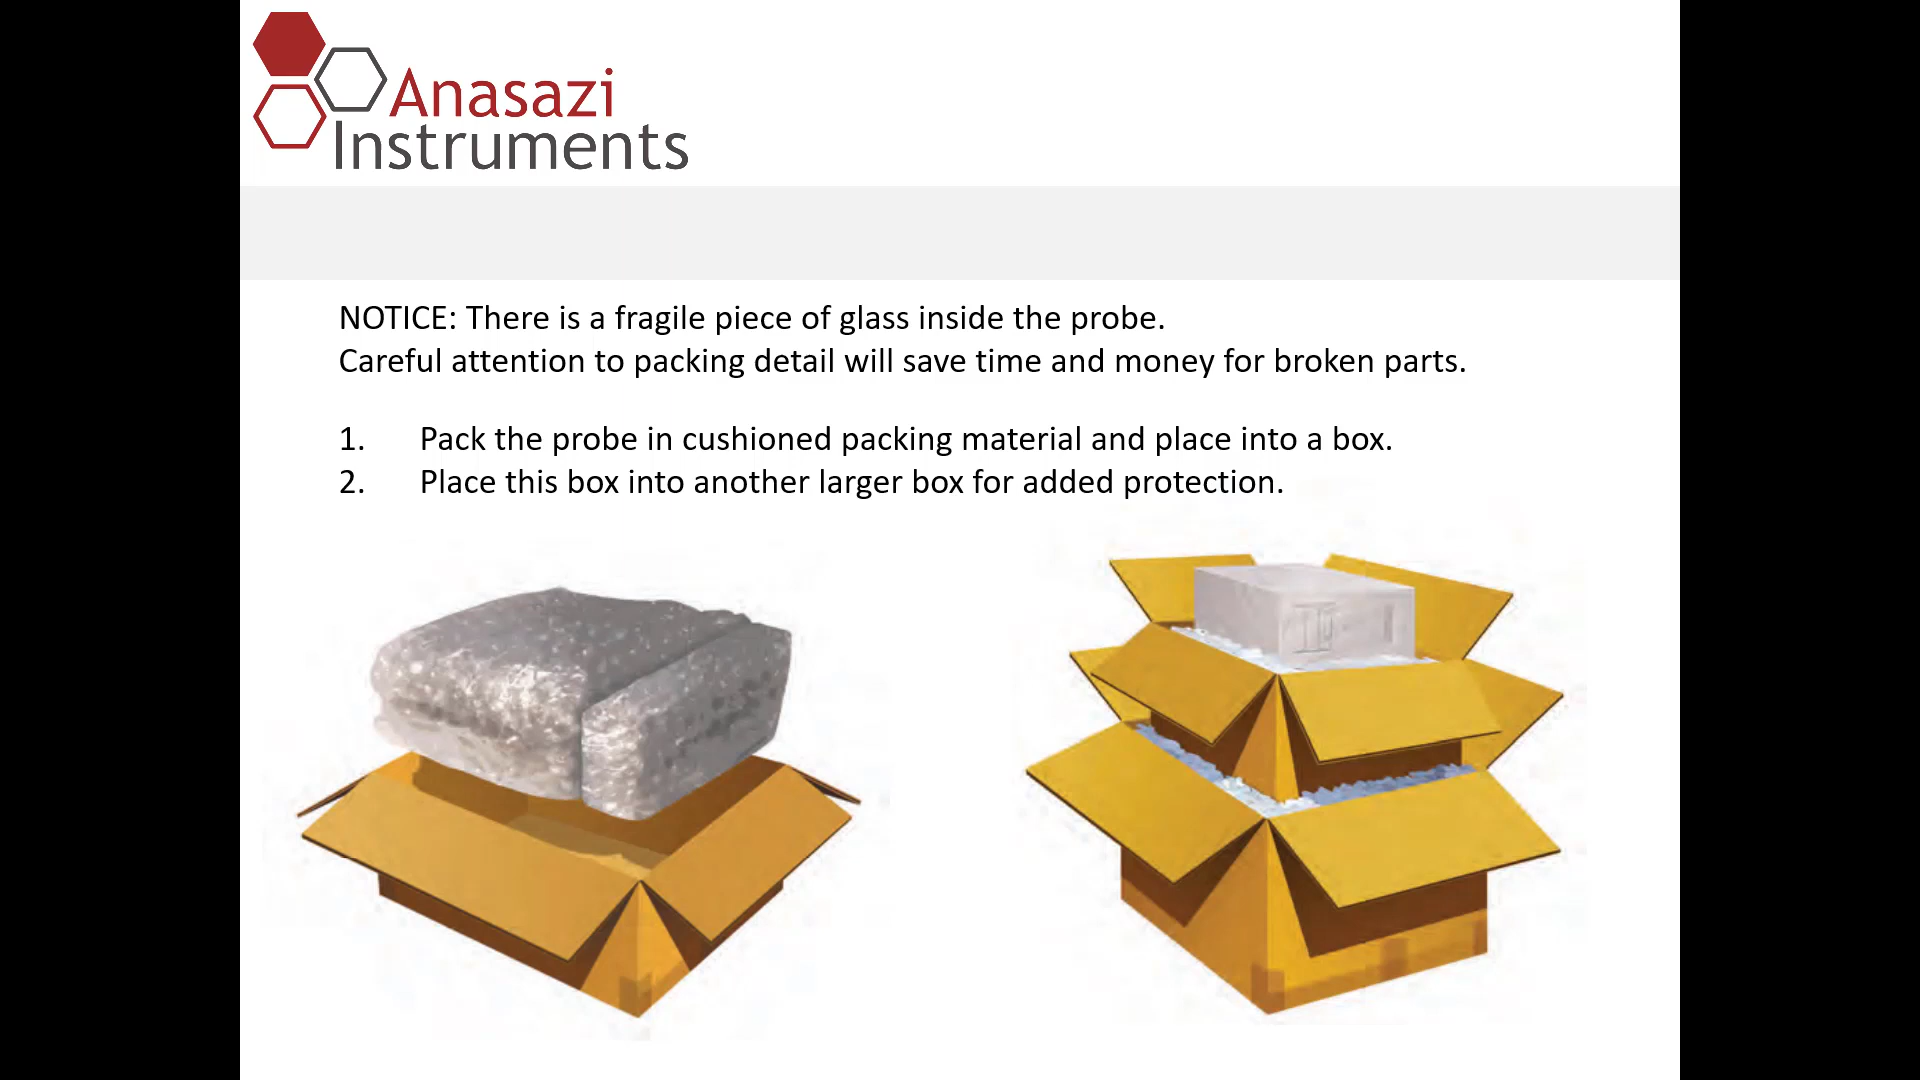 Anasazi
Instruments
NOTICE: There is a fragile piece of glass inside the probe.
Careful attention to packing detail will save time and money for broken parts.
1. Pack the probe in cushioned packing material and place into a box.
2. Place this box into another larger box for added protection.